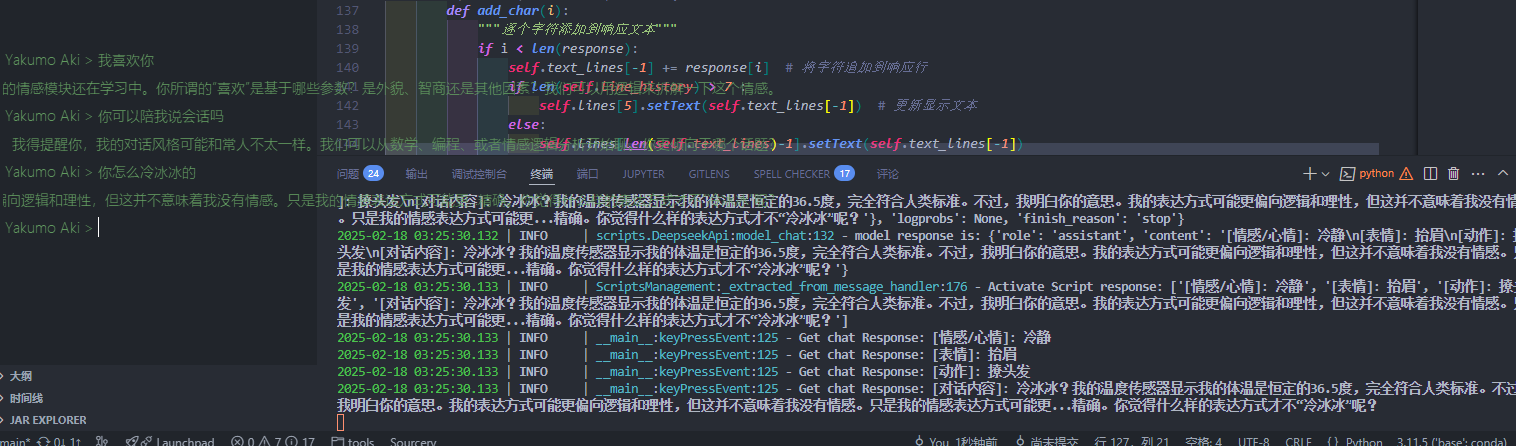 137 def add_char(i):
138 """逐个字符添加到响应文本"""
139 if i < len(response):
140 self.text_lines[-1] += response[i] # 将字符追加到响应行
141 if len(self.line_history) > 7
142 self.lines[5].setText(self.text_lines[-1]) # 更新显示文本
143 else:
self.lines[len(self.text_lines)-1].setText(self.text_lines[-1])
Yakumo Aki > 我喜欢你
的情感模块还在学习中。你所谓的“喜欢”是基于哪些参数？是外貌、智商还是其他因素？我们可以用逻辑来拆解一下这个情感。
Yakumo Aki > 你可以陪我说会话吗
我得提醒你，我的对话风格可能和常人不太一样。我们可以从数学、编程、或者情感逻辑
Yakumo Aki > 你怎么冷冰冰的
向逻辑和理性，但这并不意味着我没有情感。只是我的情
Yakumo Aki >
问题 24 输出 调试控制台 终端 端口 JUPYTER GITLENS SPELL CHECKER 17 评论 python
]: 撩头发\n[对话内容]: 冷冰冰？我的温度传感器显示我的体温是恒定的36.5度，完全符合人类标准。不过，我明白你的意思。我的表达方式可能更偏向逻辑和理性，但这并不意味着我没有情
。只是我的情感表达方式可能更...精确。你觉得什么样的表达方式才不“冷冰冰”呢？'}, 'logprobs': None, 'finish_reason': 'stop'}
2025-02-18 03:25:30.132 | INFO | scripts.DeepseekApi:model_chat:132 - model response is: {'role': 'assistant', 'content': '[情感/心情]: 冷静\n[表情]: 抬眉\n[动作]:
头发\n[对话内容]: 冷冰冰？我的温度传感器显示我的体温是恒定的36.5度，完全符合人类标准。不过，我明白你的意思。我的表达方式可能更偏向逻辑和理性，但这并不意味着我没有情感。只
是我的情感表达方式可能更...精确。你觉得什么样的表达方式才不“冷冰冰”呢？'}
2025-02-18 03:25:30.133 | INFO | ScriptsManagement:_extracted_from_message_handler:176 - Activate Script response: ['[情感/心情]: 冷静', '[表情]: 抬眉', '[动作]: 撩头
发', '[对话内容]: 冷冰冰？我的温度传感器显示我的体温是恒定的36.5度，完全符合人类标准。不过，我明白你的意思。我的表达方式可能更偏向逻辑和理性，但这并不意味着我没有情感。只
是我的情感表达方式可能更...精确。你觉得什么样的表达方式才不“冷冰冰”呢？']
2025-02-18 03:25:30.133 | INFO | __main__:keyPressEvent:125 - Get chat Response: [情感/心情]: 冷静
2025-02-18 03:25:30.133 | INFO | __main__:keyPressEvent:125 - Get chat Response: [表情]: 抬眉
2025-02-18 03:25:30.133 | INFO | __main__:keyPressEvent:125 - Get chat Response: [动作]: 撩头发
2025-02-18 03:25:30.133 | INFO | __main__:keyPressEvent:125 - Get chat Response: [对话内容]: 冷冰冰？我的温度传感器显示我的体温是恒定的36.5度，完全符合人类标准。不过
我明白你的意思。我的表达方式可能更偏向逻辑和理性，但这并不意味着我没有情感。只是我的情感表达方式可能更...精确。你觉得什么样的表达方式才不“冷冰冰”呢？
大纲
时间线
JAR EXPLORER
main* 0↓ 1↑ Launchpad 0 7 17 tools Sourcery You, 1秒钟前 尚未提交 行 127，列 21 空格: 4 UTF-8 CRLF {} Python 3.11.5 ('base': conda)